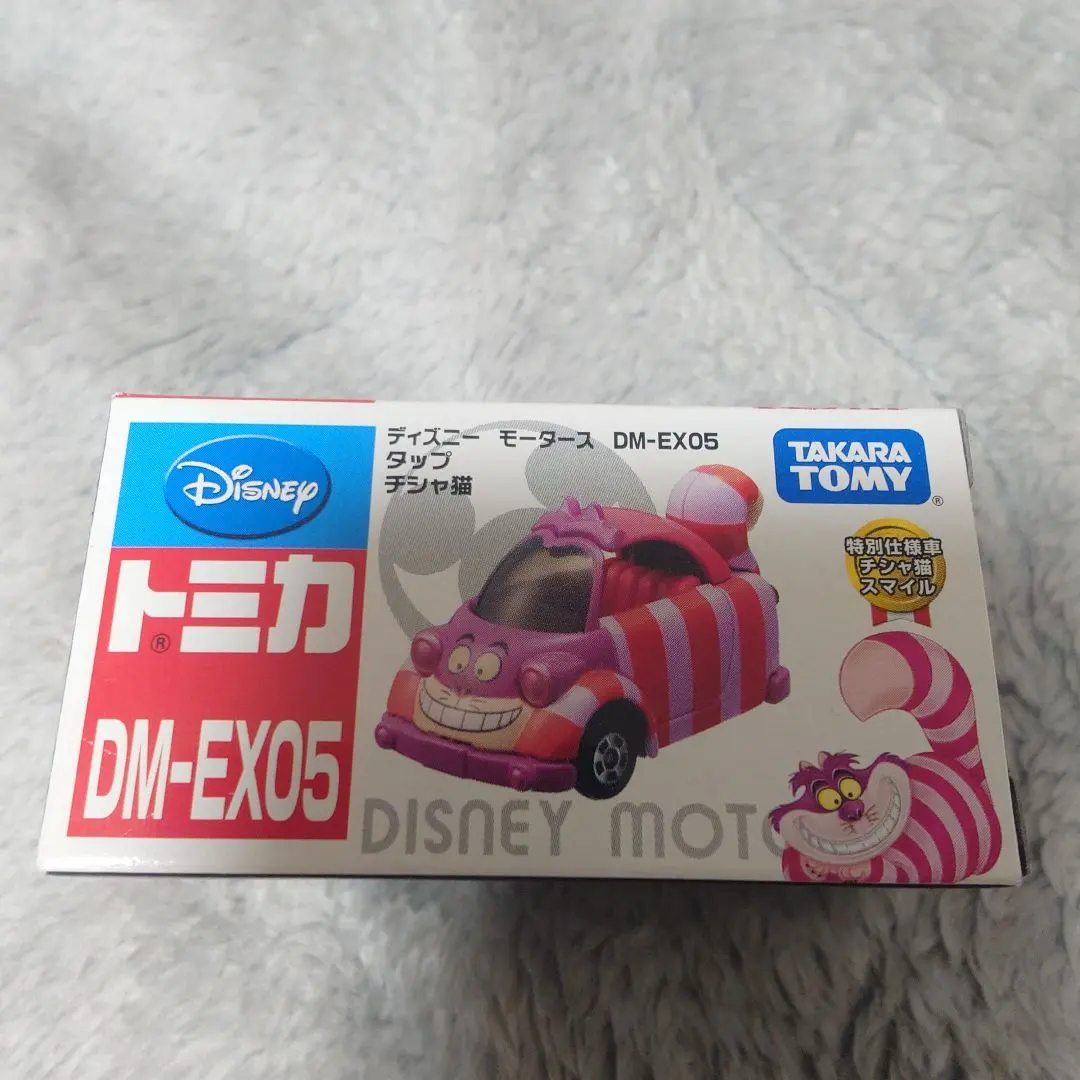 Disney
トミカ
®
DM-EX05
ディズニー モータース DM-EX05
タップ
チシャ猫
TAKARA
TOMY
®
特別仕様車
チシャ猫
スマイル
DISNEY MOTO